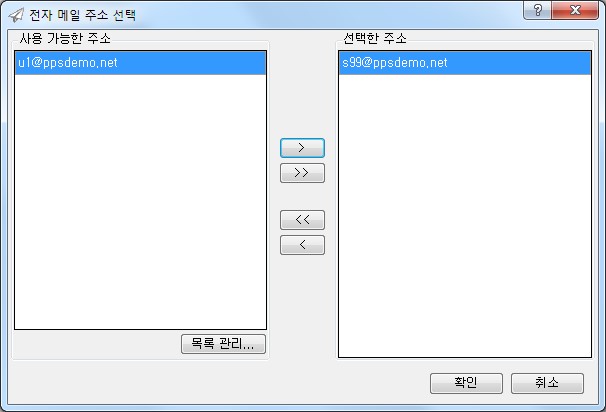 전자 메일 주소 선택
사용 가능한 주소
u1@ppsdemo.net
선택한 주소
s99@ppsdemo.net
>
>>
<<
<
목록 관리...
확인
취소